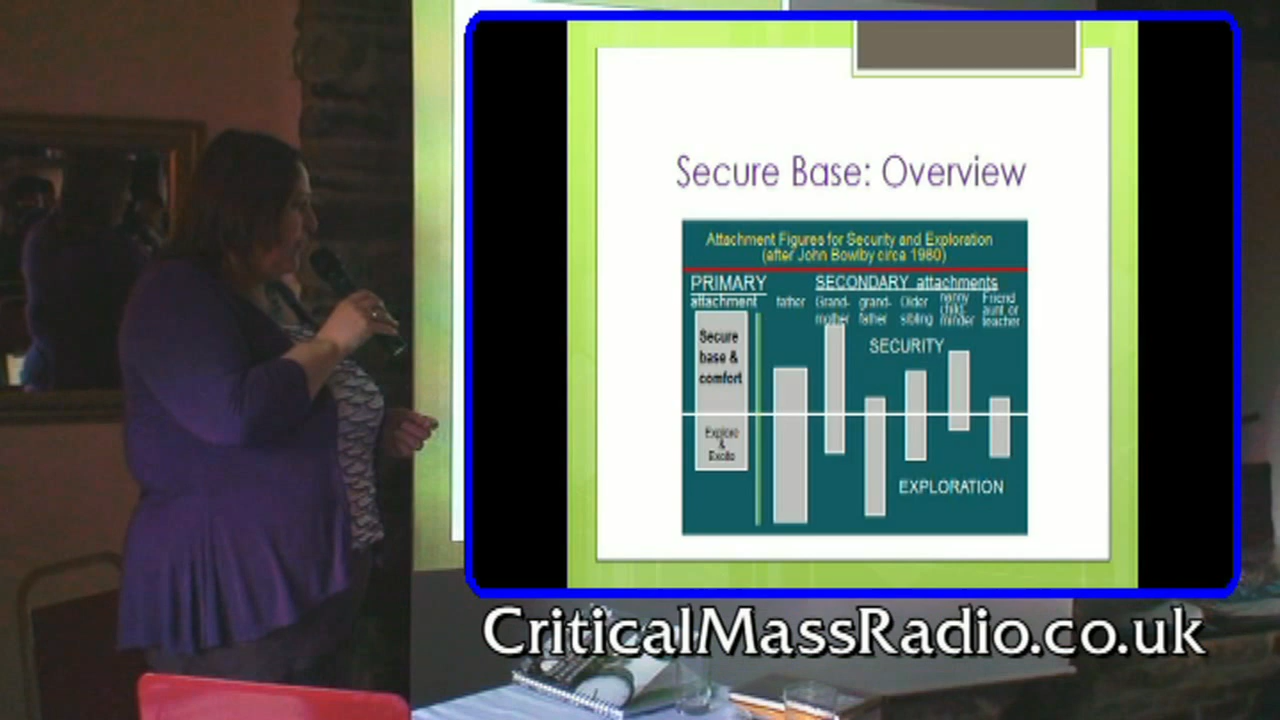 Secure Base: Overview
Attachment Figures for Security and Exploration
(after John Bowlby circa 1980)
PRIMARY
attachment
SECONDARY attachments
father
Grand-
mother
grand-
father
Older
sibling
nanny
child
minder
Friend
aunt or
teacher
Secure
base &
comfort
SECURITY
Explore
&
Excite
EXPLORATION
CriticalMassRadio.co.uk